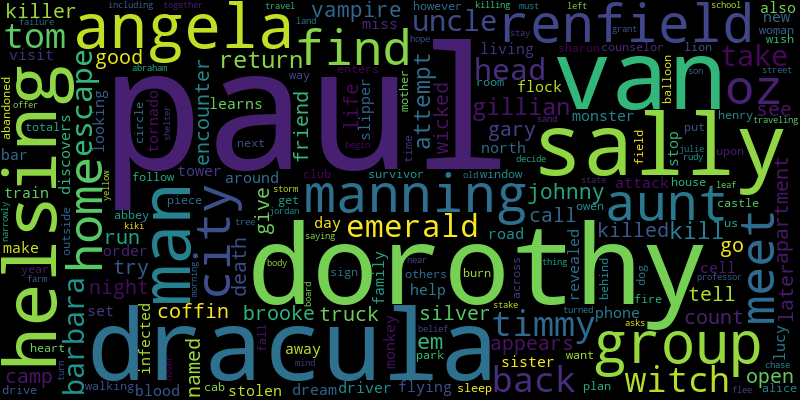 killer
tom
angela
good
return
find
vampire
uncle
renfield
also
new
woman
wish
visit
miss
living
head
sharon
counselor
lion
school
total
travel
including
together
however
killing
must
left
land
stay
grant
failure
offer
abraham
hope
enters
balloon
take
van
oz
see
flock
room
street
son
traveling
helsing
homeescape
abandoned
bar
looking
discovers
learns
circle
tornado
shelter
encounter
way
friend
life
slipper
mother
attempt
wicked
gillian
gary
monster
henry
paul
next
begin
time
north
stop
put
upon
field
sand
julie
rudy
sally
train
follow
tower
around
club
survivor
old
window
decide
state
attack
house
leaf
castle
apartment
later
yellow
man
abbey
piece
storm
get
jordan
manning
johnny
owen
aunt
us
meet
narrowly
make
outside
kiki
city
tree
saying
give
day
emerald
road
call
killed
kill
go
run
order
death
dorothy
across
revealed
behind
thing
dog
cell
professor
year
farm
try
night
barbara
body
sign
near
others
help
burn
family
phone
fire
tell
count
lucy
set
coffin
infected
brooke
truck
silver
board
stake
timmy
turned
asks
chase
heart
named
fall
away
monkey
em
park
belief
appears
sister
want
group
camp
drive
turn
walking
blood
morning
never
dracula
cab
stolen
mind
dream
driver
flying
sleep
back
plan
witch
open
flee
alice